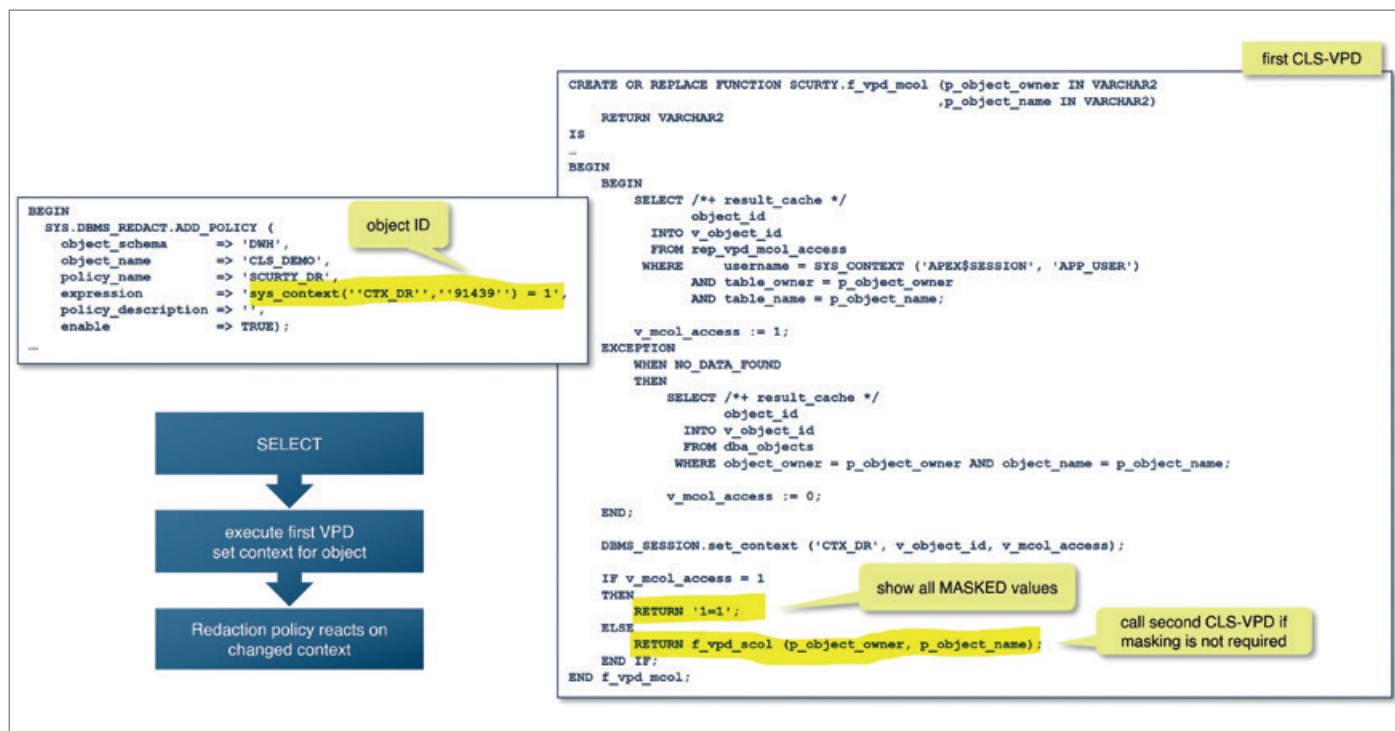 first CLS-VPD
CREATE OR REPLACE FUNCTION SCURTY.f_vpd_mcol (p_object_owner IN VARCHAR2
,p_object_name IN VARCHAR2)
RETURN VARCHAR2
IS
…
BEGIN
BEGIN
SELECT /*+ result_cache */
object_id
INTO v_object_id
FROM rep_vpd_mcol_access
WHERE username = SYS_CONTEXT ('APEX$SESSION', 'APP_USER')
AND table_owner = p_object_owner
AND table_name = p_object_name;
v_mcol_access := 1;
EXCEPTION
WHEN NO_DATA_FOUND
THEN
SELECT /*+ result_cache */
object_id
INTO v_object_id
FROM dba_objects
WHERE object_owner = p_object_owner AND object_name = p_object_name;
v_mcol_access := 0;
END;
DBMS_SESSION.set_context ('CTX_DR', v_object_id, v_mcol_access);
IF v_mcol_access = 1
THEN
RETURN '1=1';
ELSE
RETURN f_vpd_scol (p_object_owner, p_object_name);
END IF;
END f_vpd_mcol;
show all MASKED values
call second CLS-VPD if
masking is not required
BEGIN
SYS.DBMS_REDACT.ADD_POLICY (
object_schema => 'DWH',
object_name => 'CLS_DEMO',
policy_name => 'SCURTY_DR',
expression => 'sys_context(''CTX_DR'',''91439'') = 1',
policy_description => '',
enable => TRUE);
…
object ID
SELECT
execute first VPD
set context for object
Redaction policy reacts on
changed context